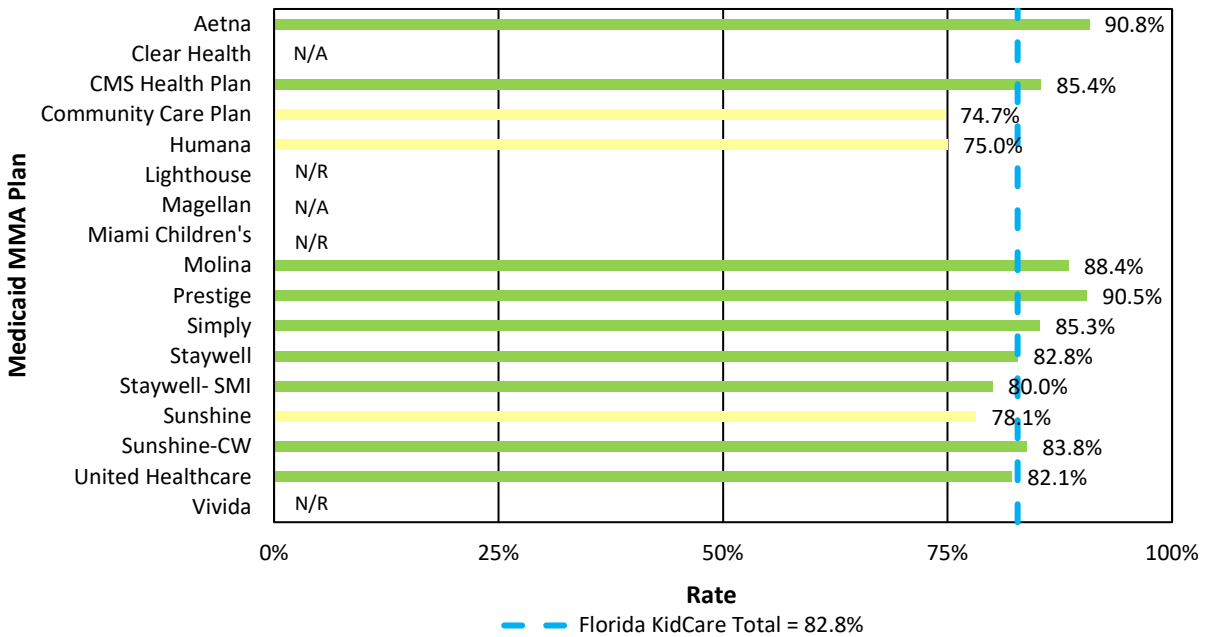 Medicaid MMA Plan
Aetna 90.8%
Clear Health N/A
CMS Health Plan 85.4%
Community Care Plan 74.7%
Humana 75.0%
Lighthouse N/R
Magellan N/A
Miami Children's N/R
Molina 88.4%
Prestige 90.5%
Simply 85.3%
Staywell 82.8%
Staywell- SMI 80.0%
Sunshine 78.1%
Sunshine-CW 83.8%
United Healthcare 82.1%
Vivida N/R
0% 25% 50% 75% 100%
Rate
Florida KidCare Total = 82.8%